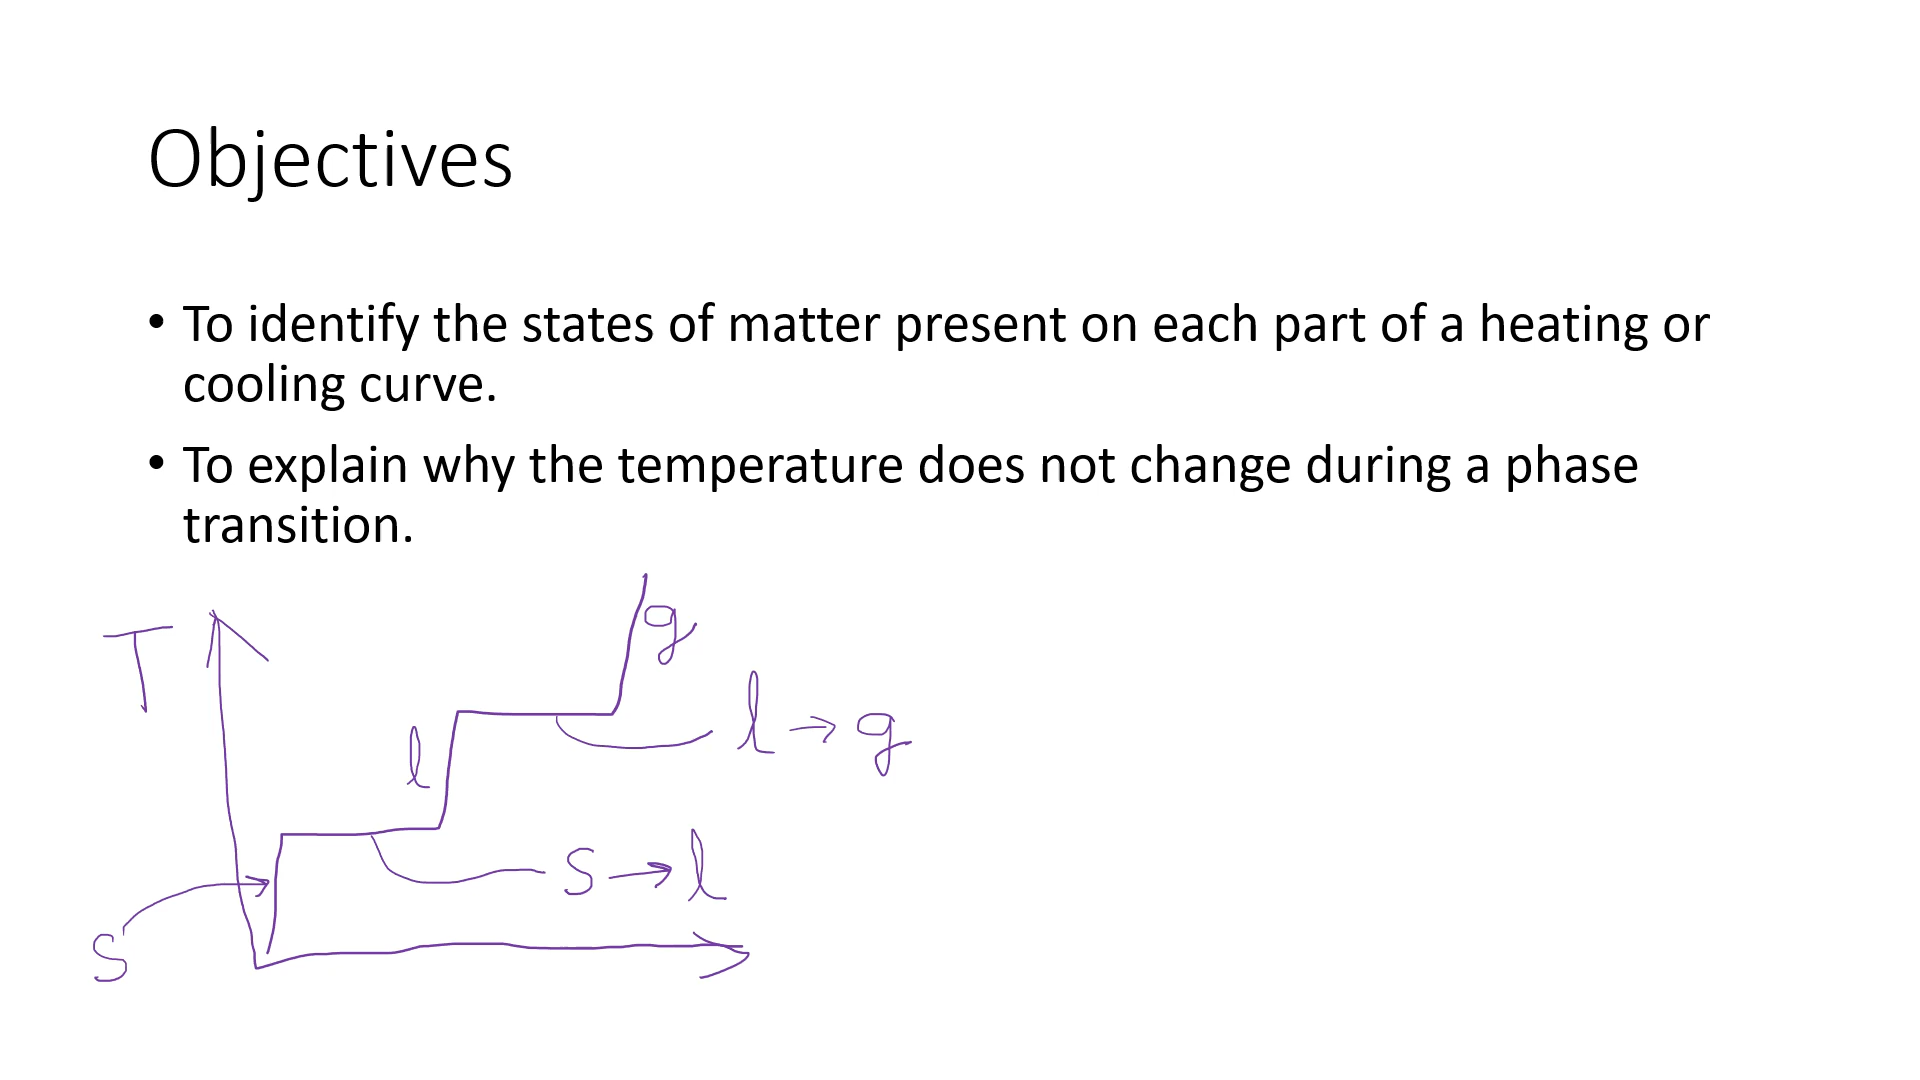 Objectives
• To identify the states of matter present on each part of a heating or
cooling curve.
• To explain why the temperature does not change during a phase
transition.
T
g
l → g
l
s → l
s